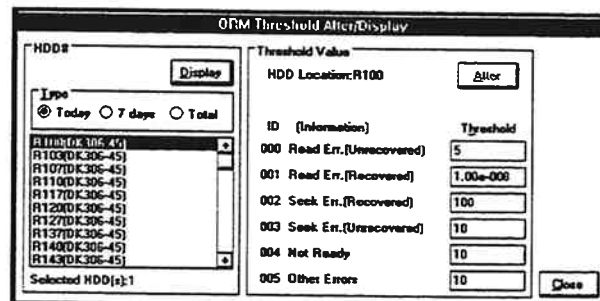 ORM Threshold Alter/Display
HDD#
Display
Type
Today 7 days Total
R100(DK306-45)
R103(DK306-45)
R107(DK306-45)
R110(DK306-45)
R117(DK306-45)
R120(DK306-45)
R127(DK306-45)
R137(DK306-45)
R140(DK306-45)
R143(DK306-45)
Selected HDD(s):1
Threshold Value
HDD Location:R100
Alter
ID (Information) Threshold
000 Read Err.(Unrecovered) 5
001 Read Err.(Recovered) 1.00e-008
002 Seek Err.(Recovered) 100
003 Seek Err.(Unrecovered) 10
004 Not Ready 10
005 Other Errors 10
Close